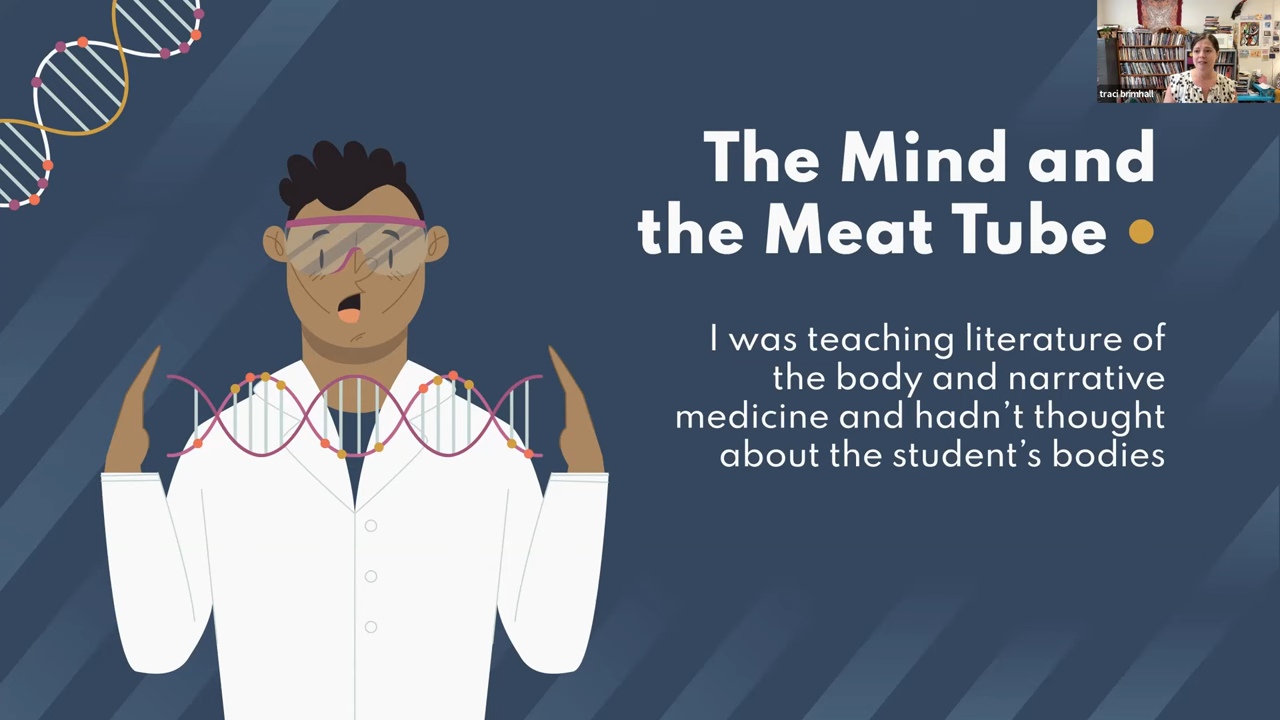 The Mind and
the Meat Tube
I was teaching literature of
the body and narrative
medicine and hadn't thought
about the student's bodies
traci brimhall